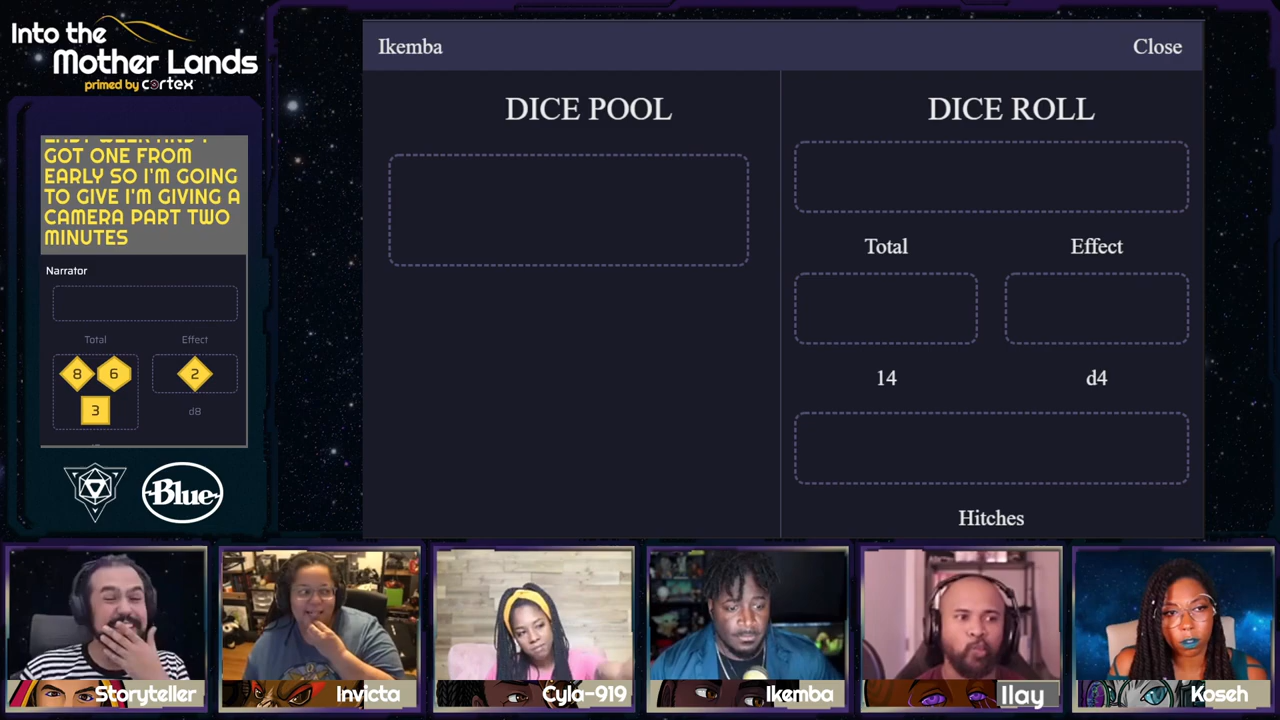 Into the
Mother Lands
primed by cortex
GOT ONE FROM
EARLY SO I'M GOING
TO GIVE I'M GIVING A
CAMERA PART TWO
MINUTES
Narrator
Total
Effect
8
6
2
3
d8
Blue
Ikemba
Close
DICE POOL
DICE ROLL
Total
Effect
14
d4
Hitches
Storyteller
Invicta
Cyla-919
Ikemba
Ilay
Koseh